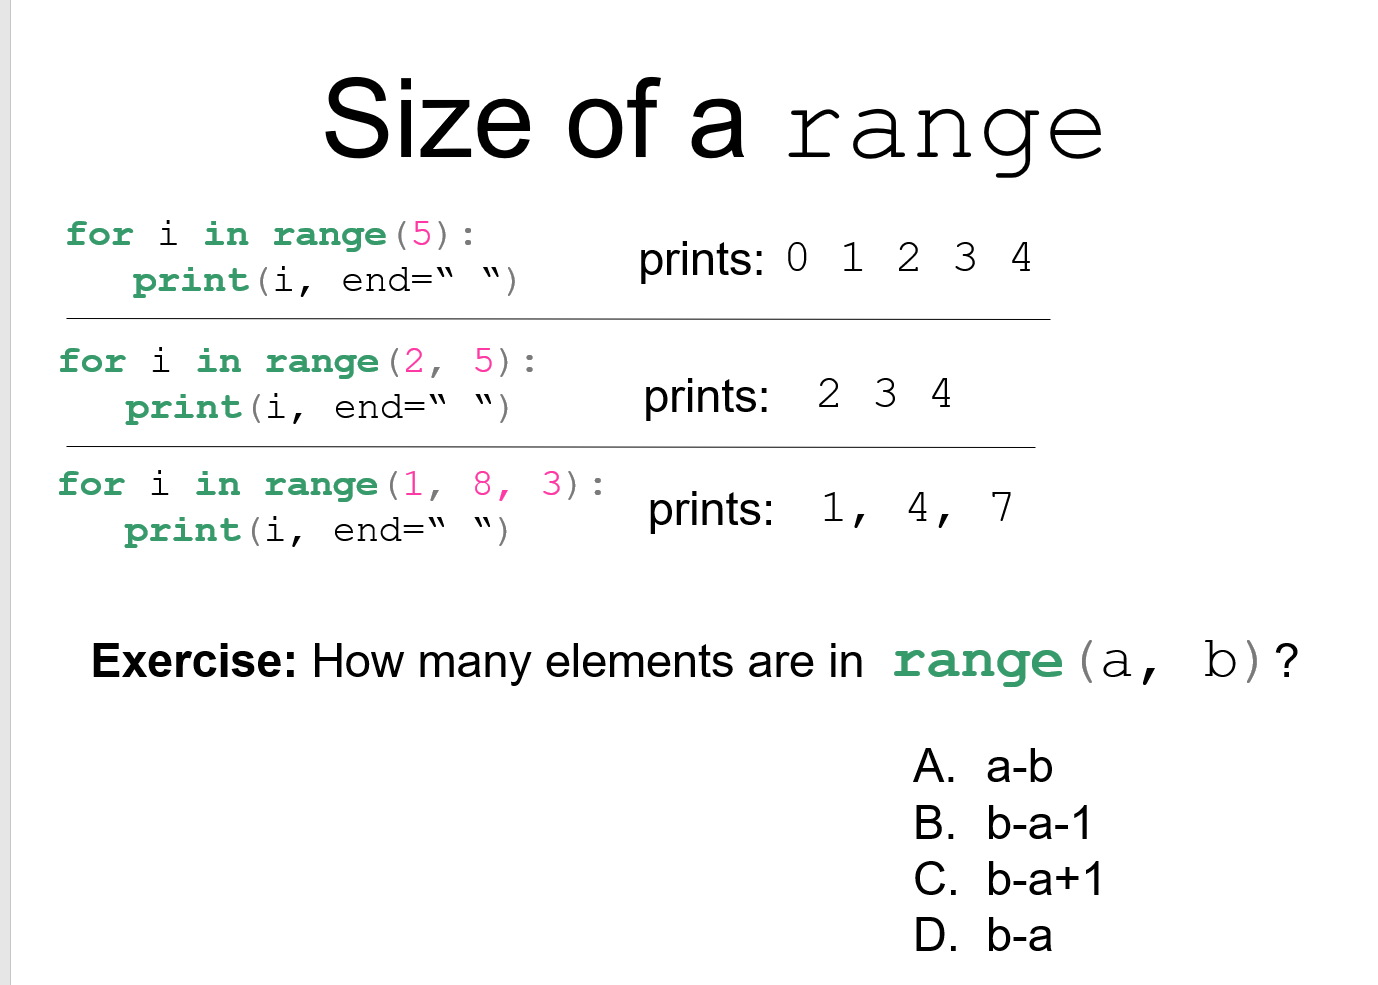 Size of a range
for i in range(5):
print(i, end=“ “)
prints: 0 1 2 3 4
for i in range(2, 5):
print(i, end=“ “)
prints: 2 3 4
for i in range(1, 8, 3):
print(i, end=“ “)
prints: 1, 4, 7
Exercise: How many elements are in range(a, b)?
A. a-b
B. b-a-1
C. b-a+1
D. b-a